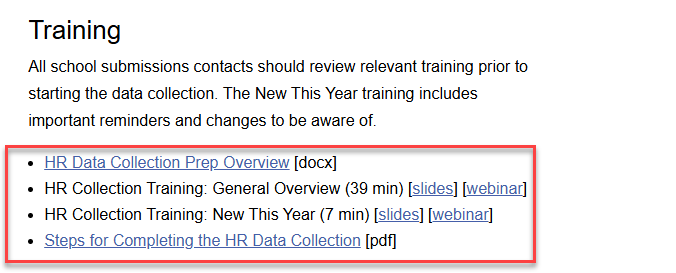 Training
All school submissions contacts should review relevant training prior to
starting the data collection. The New This Year training includes
important reminders and changes to be aware of.
• HR Data Collection Prep Overview [docx]
• HR Collection Training: General Overview (39 min) [slides] [webinar]
• HR Collection Training: New This Year (7 min) [slides] [webinar]
• Steps for Completing the HR Data Collection [pdf]